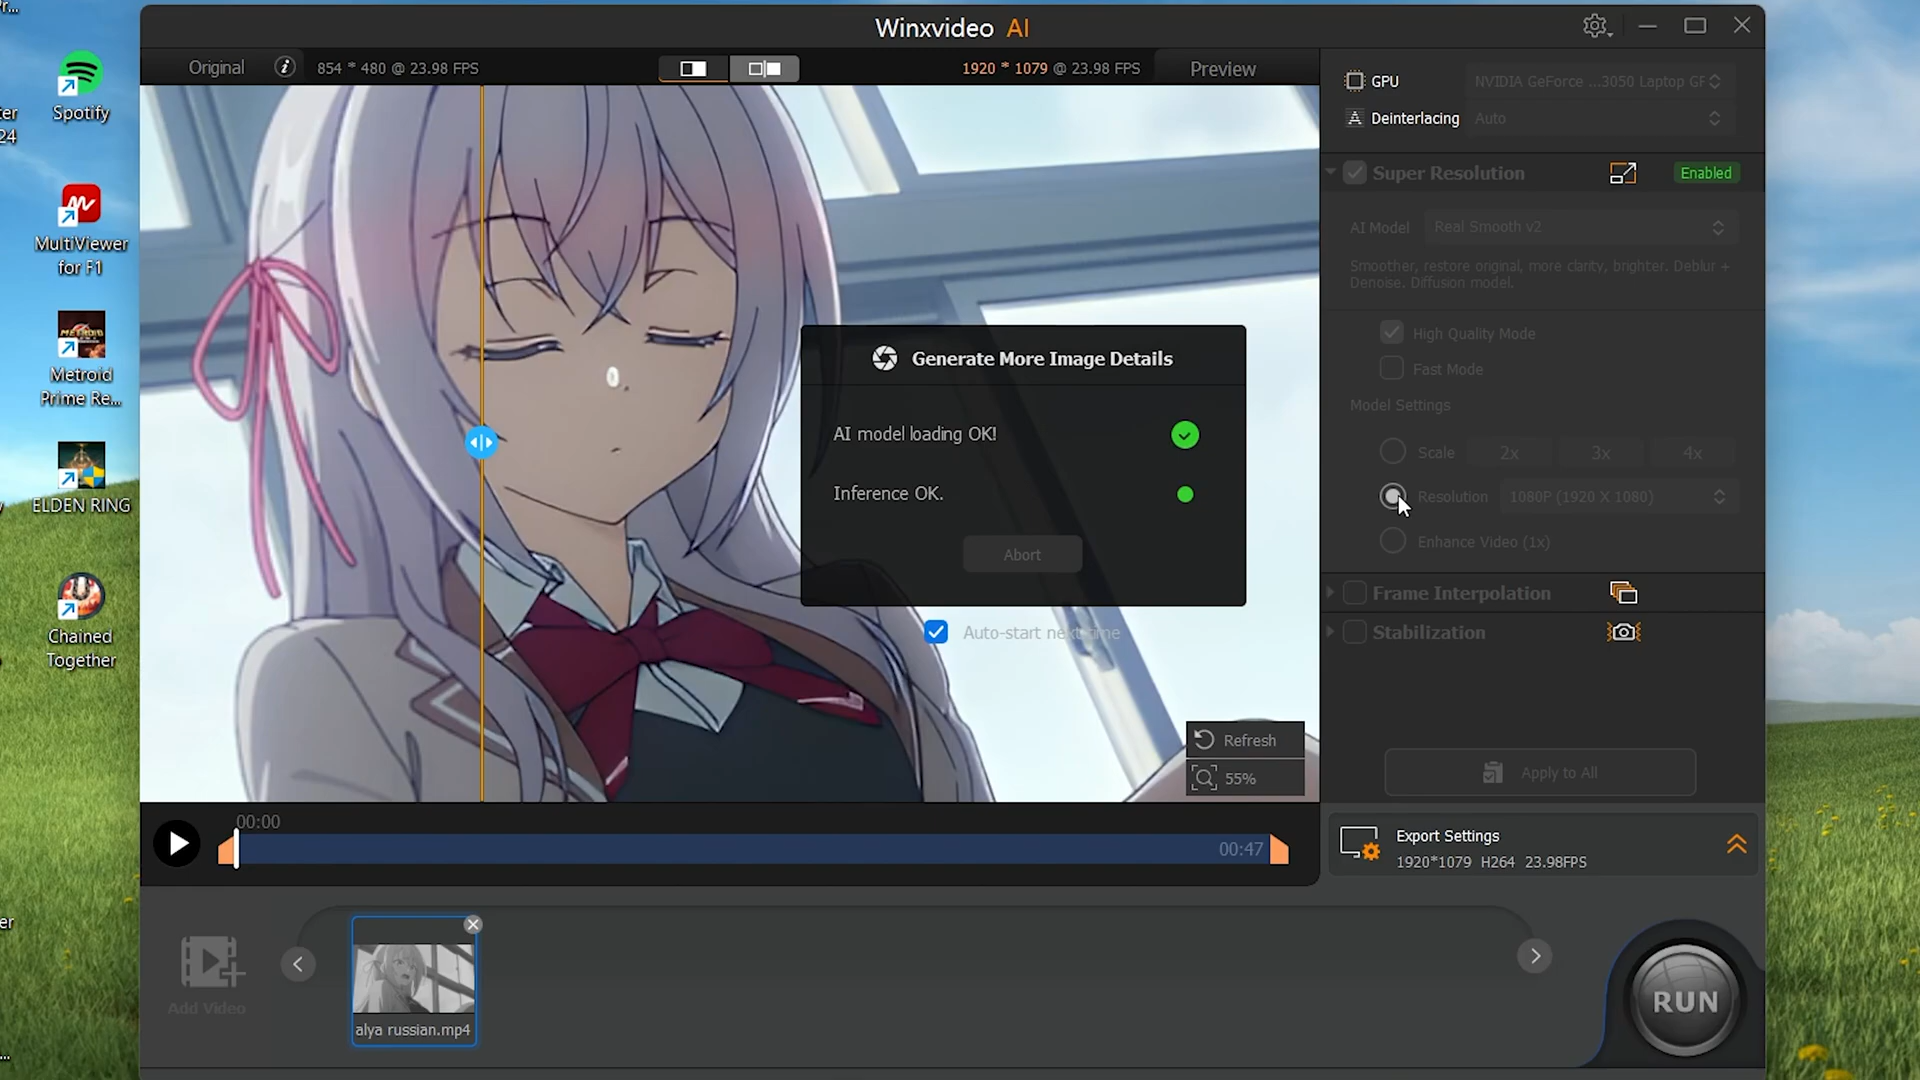 Spotify
MultiViewer
for F1
Metroid
Prime Re...
ELDEN RING
Chained
Together
ter
24
er
Winxvideo AI
Original
854 * 480 @ 23.98 FPS
1920 * 1079 @ 23.98 FPS
Preview
GPU
NVIDIA GeForce ...3050 Laptop GF
Deinterlacing
Auto
Super Resolution
Enabled
AI Model
Real Smooth v2
Smoother, restore original, more clarity, brighter. Deblur +
Denoise. Diffusion model.
High Quality Mode
Fast Mode
Model Settings
Scale
2x
3x
4x
Resolution
1080P (1920 X 1080)
Enhance Video (1x)
Frame Interpolation
Stabilization
Apply to All
Generate More Image Details
AI model loading OK!
Inference OK.
Abort
Auto-start next time
Refresh
55%
00:00
00:47
Export Settings
1920*1079 H264 23.98FPS
Add Video
alya russian.mp4
RUN